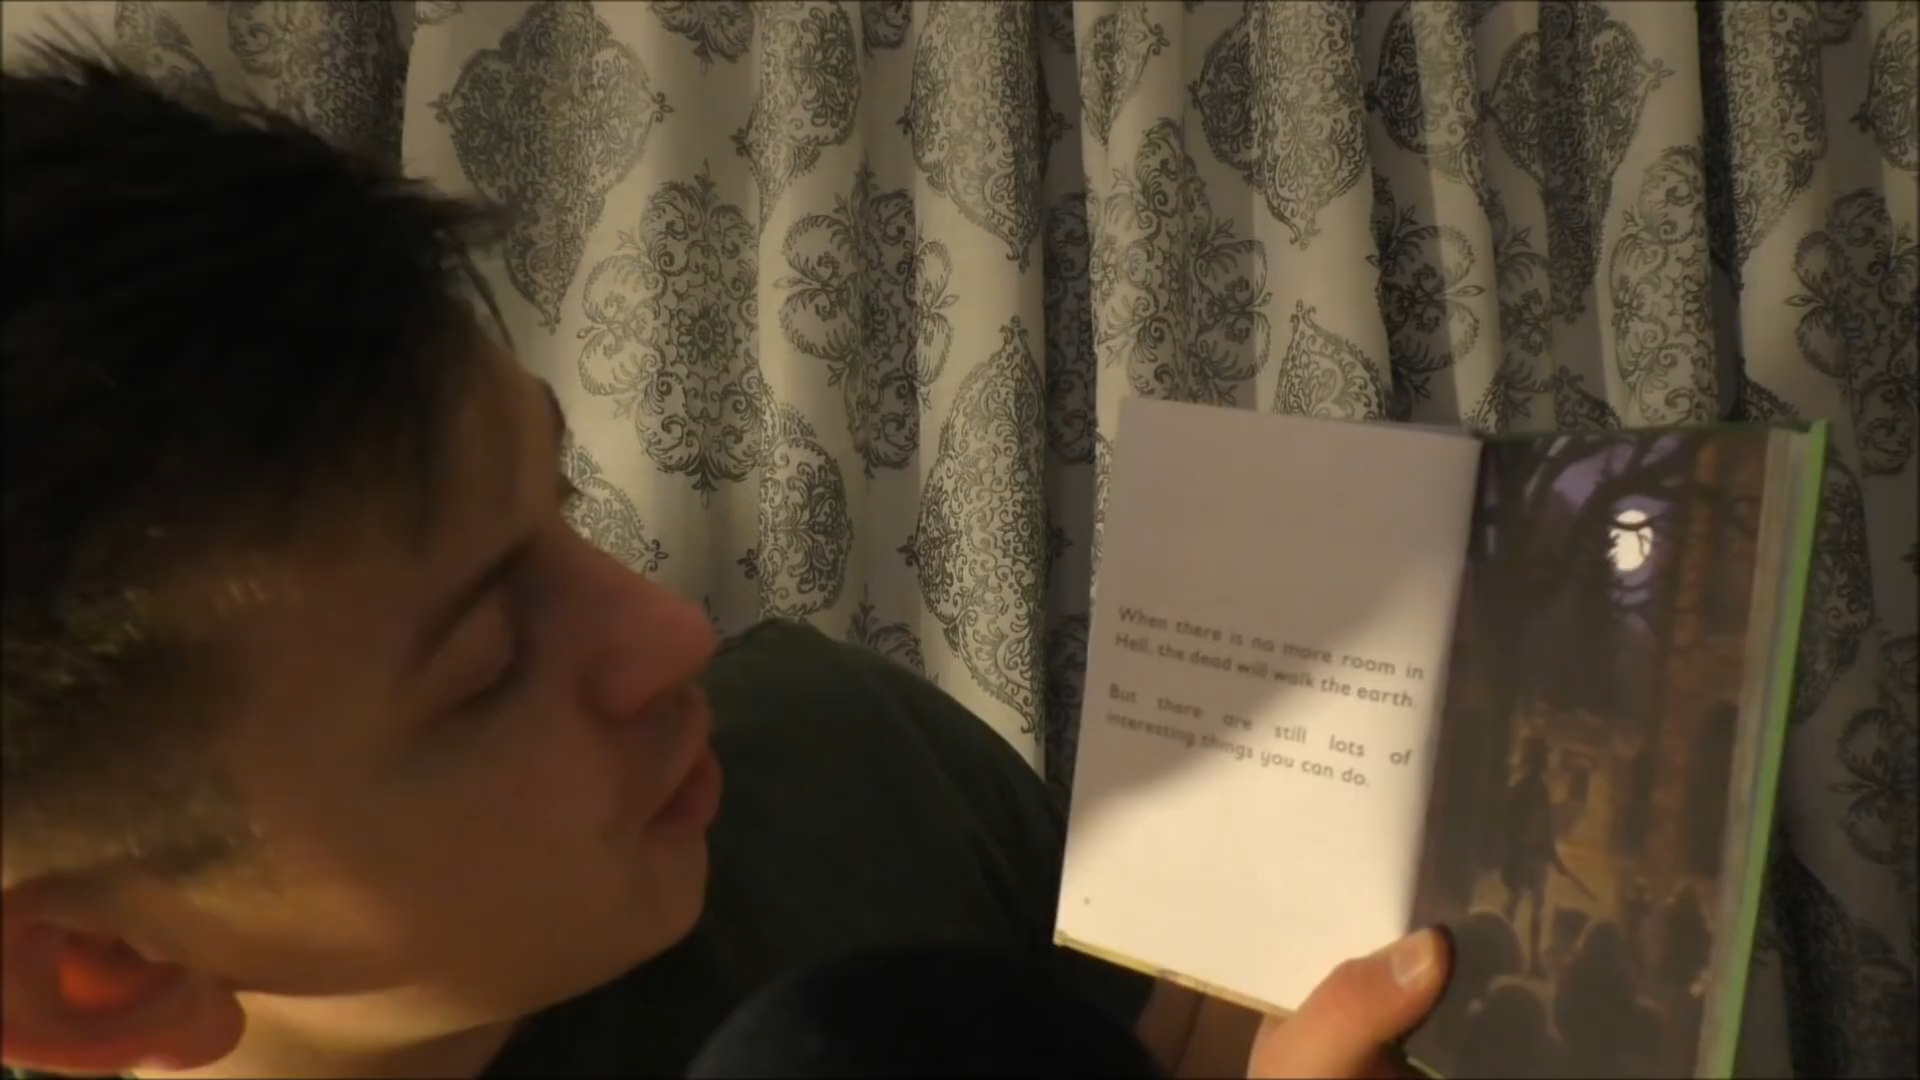 When there is no more room in
Hell, the dead will walk the earth.
But there are still lots of
interesting things you can do.